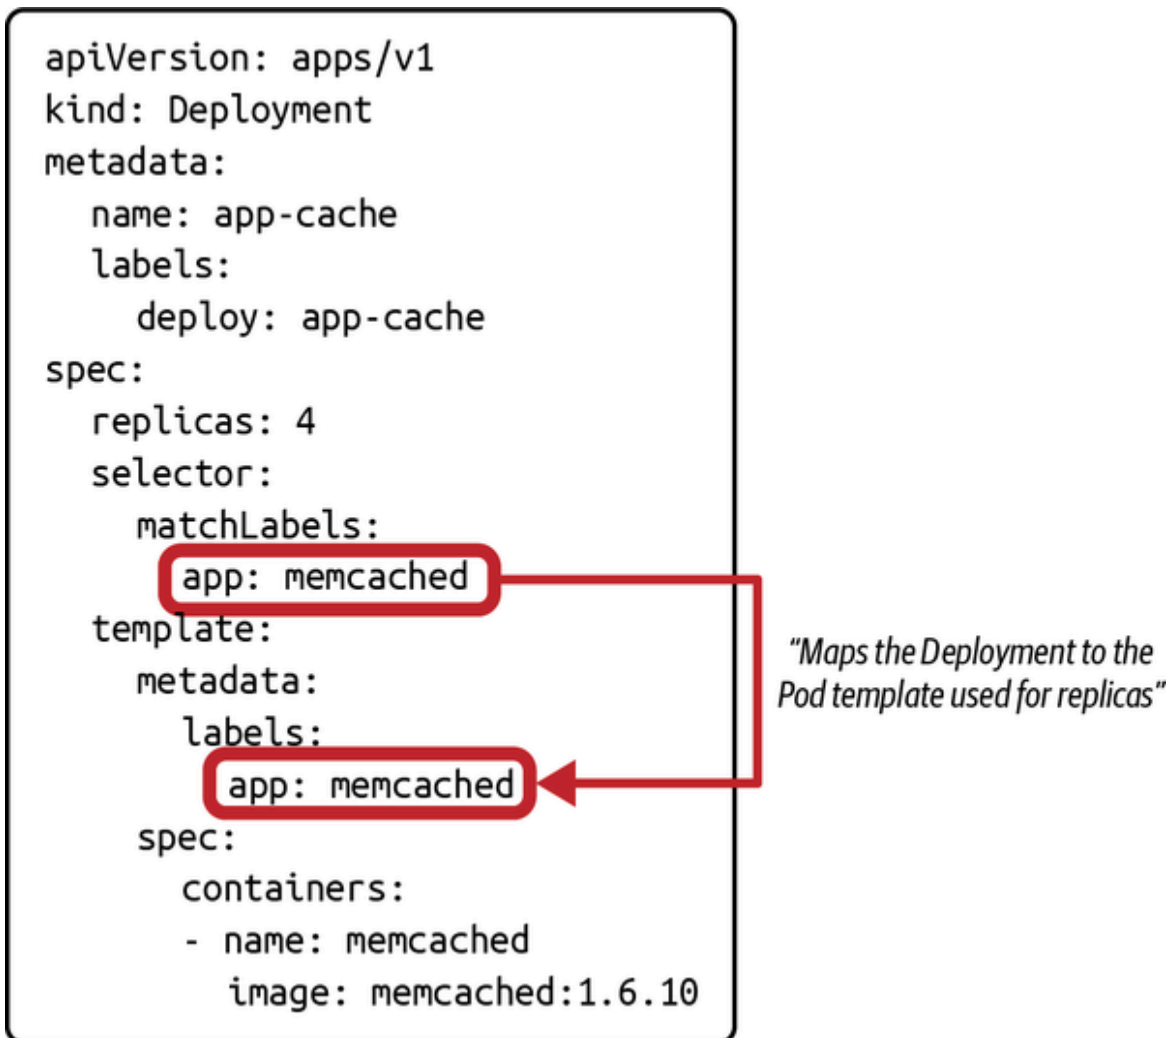 apiVersion: apps/v1
kind: Deployment
metadata:
  name: app-cache
  labels:
    deploy: app-cache
spec:
  replicas: 4
  selector:
    matchLabels:
      app: memcached
  template:
    metadata:
      labels:
        app: memcached
    spec:
      containers:
      - name: memcached
        image: memcached:1.6.10
“Maps the Deployment to the
Pod template used for replicas”